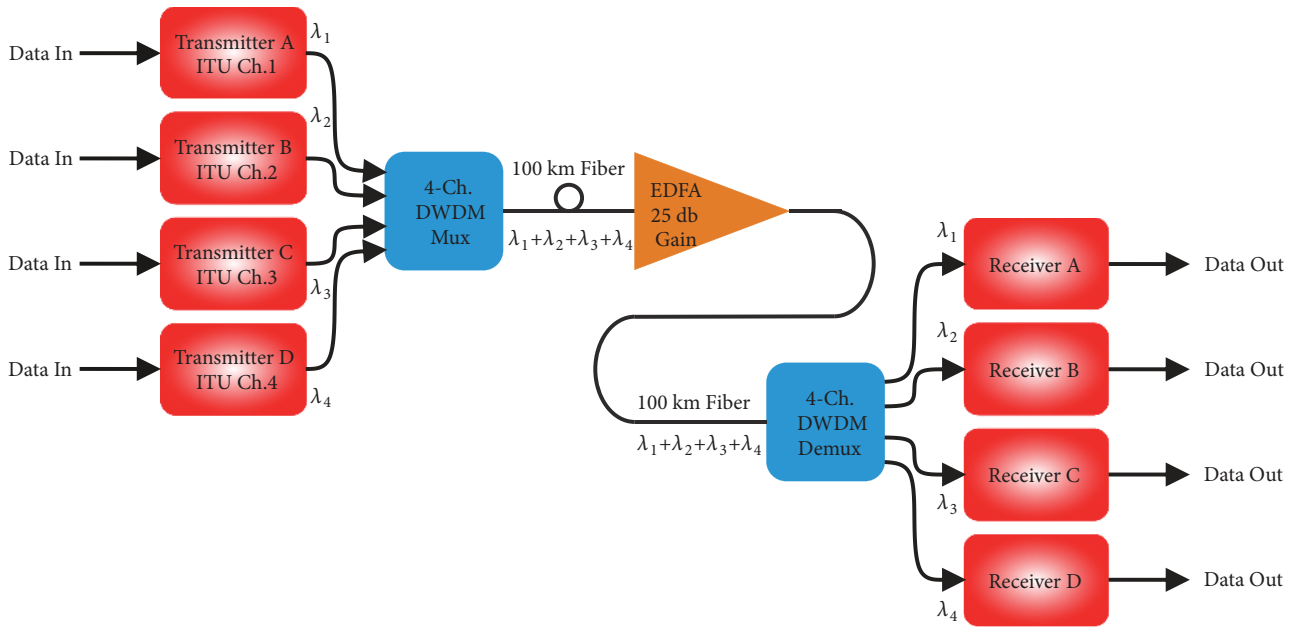 Data In
Transmitter A
ITU Ch.1
λ1
Data In
Transmitter B
ITU Ch.2
λ2
Data In
Transmitter C
ITU Ch.3
λ3
Data In
Transmitter D
ITU Ch.4
λ4
4-Ch.
DWDM
Mux
100 km Fiber
λ1+λ2+λ3+λ4
EDFA
25 db
Gain
100 km Fiber
λ1+λ2+λ3+λ4
4-Ch.
DWDM
Demux
λ1
Receiver A
Data Out
λ2
Receiver B
Data Out
λ3
Receiver C
Data Out
λ4
Receiver D
Data Out